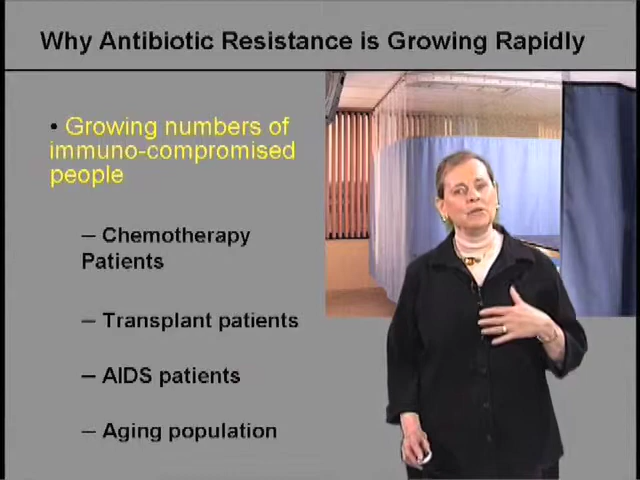 Why Antibiotic Resistance is Growing Rapidly
• Growing numbers of
immuno-compromised
people
– Chemotherapy
Patients
– Transplant patients
– AIDS patients
– Aging population